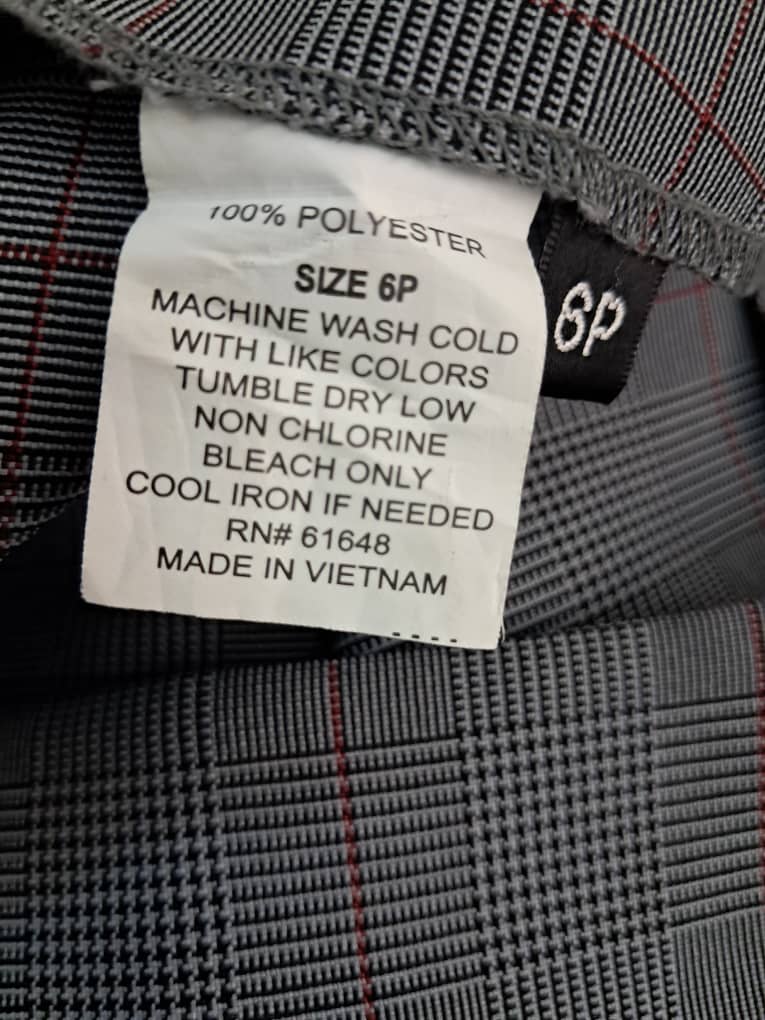 100% POLYESTER
SIZE 6P
MACHINE WASH COLD
WITH LIKE COLORS
TUMBLE DRY LOW
NON CHLORINE
BLEACH ONLY
COOL IRON IF NEEDED
RN# 61648
MADE IN VIETNAM
6P